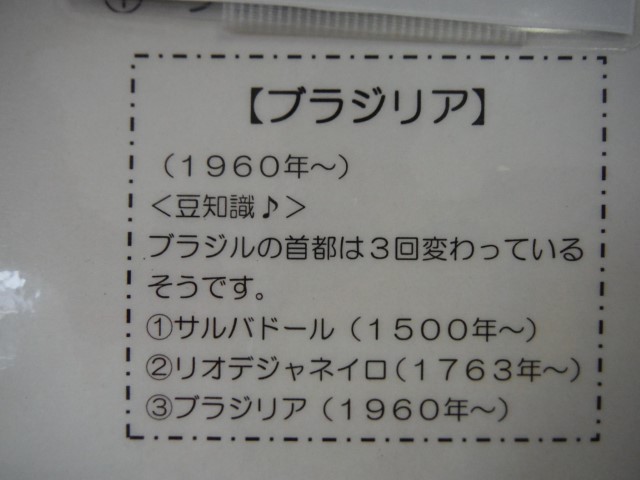 【ブラジリア】
（１９６０年～）
＜豆知識♪＞
ブラジルの首都は３回変わっている
そうです。
①サルバドール（１５００年～）
②リオデジャネイロ（１７６３年～）
③ブラジリア（１９６０年～）